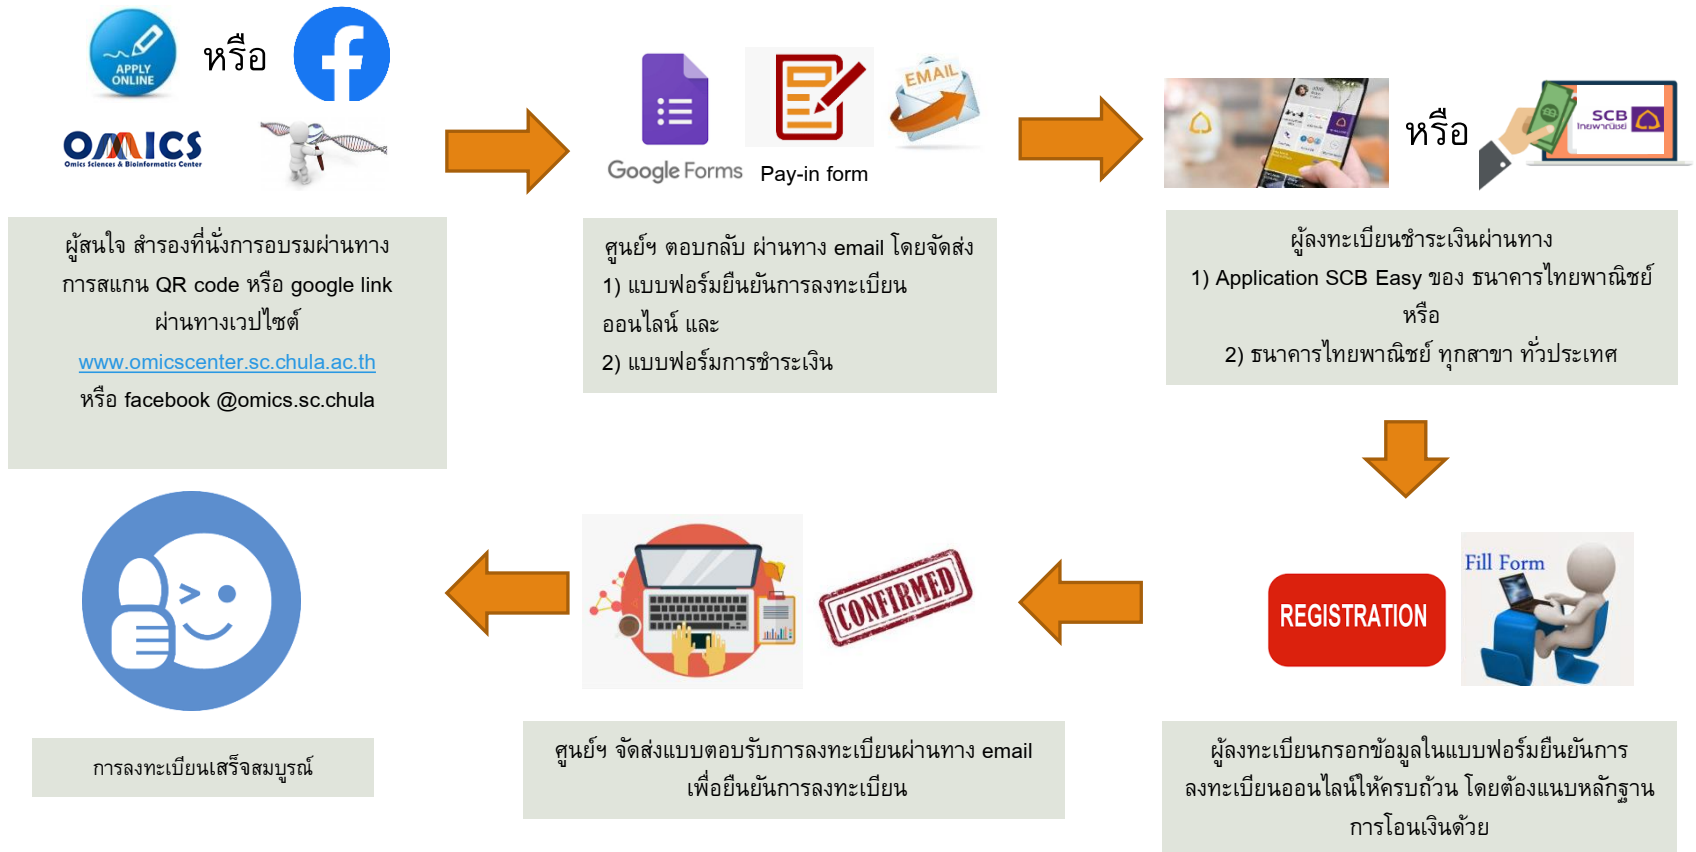 APPLY
ONLINE
หรือ
OMICS
Omics Sciences & Bioinformatics Center
Google Forms
Pay-in form
EMAIL
หรือ
SCB
ไทยพาณิชย์
ผู้สนใจ สำรองที่นั่งการอบรมผ่านทาง
การสแกน QR code หรือ google link
ผ่านทางเวปไซต์
www.omicscenter.sc.chula.ac.th
หรือ facebook @omics.sc.chula
ศูนย์ฯ ตอบกลับ ผ่านทาง email โดยจัดส่ง
1) แบบฟอร์มยืนยันการลงทะเบียน
ออนไลน์ และ
2) แบบฟอร์มการชำระเงิน
ผู้ลงทะเบียนชำระเงินผ่านทาง
1) Application SCB Easy ของ ธนาคารไทยพาณิชย์
หรือ
2) ธนาคารไทยพาณิชย์ ทุกสาขา ทั่วประเทศ
Fill Form
REGISTRATION
ผู้ลงทะเบียนกรอกข้อมูลในแบบฟอร์มยืนยันการ
ลงทะเบียนออนไลน์ให้ครบถ้วน โดยต้องแนบหลักฐาน
การโอนเงินด้วย
CONFIRMED
ศูนย์ฯ จัดส่งแบบตอบรับการลงทะเบียนผ่านทาง email
เพื่อยืนยันการลงทะเบียน
การลงทะเบียนเสร็จสมบูรณ์